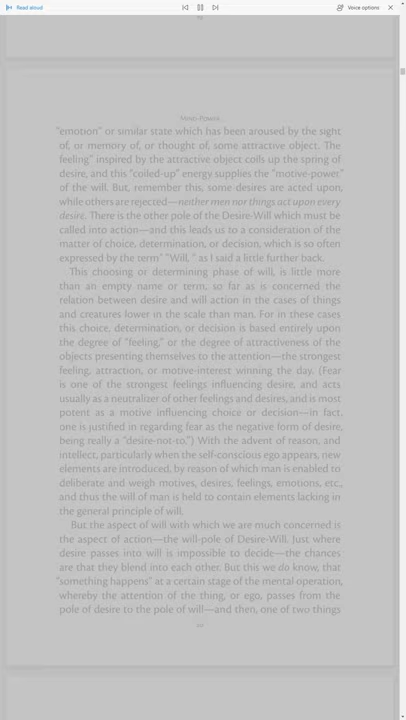 Read aloud
Voice options
Mind-Power
"emotion" or similar state which has been aroused by the sight
of, or memory of, or thought of, some attractive object. The
feeling" inspired by the attractive object coils up the spring of
desire, and this "coiled-up" energy supplies the "motive-power"
of the will. But, remember this, some desires are acted upon,
while others are rejected—neither men nor things act upon every
desire. There is the other pole of the Desire-Will which must be
called into action—and this leads us to a consideration of the
matter of choice, determination, or decision, which is so often
expressed by the term" "Will, " as I said a little further back.
This choosing or determining phase of will, is little more
than an empty name or term, so far as is concerned the
relation between desire and will action in the cases of things
and creatures lower in the scale than man. For in these cases
this choice, determination, or decision is based entirely upon
the degree of "feeling," or the degree of attractiveness of the
objects presenting themselves to the attention—the strongest
feeling, attraction, or motive-interest winning the day. (Fear
is one of the strongest feelings influencing desire, and acts
usually as a neutralizer of other feelings and desires, and is most
potent as a motive influencing choice or decision—in fact,
one is justified in regarding fear as the negative form of desire,
being really a "desire-not-to.") With the advent of reason, and
intellect, particularly when the self-conscious ego appears, new
elements are introduced, by reason of which man is enabled to
deliberate and weigh motives, desires, feelings, emotions, etc.,
and thus the will of man is held to contain elements lacking in
the general principle of will.
But the aspect of will with which we are much concerned is
the aspect of action—the will-pole of Desire-Will. Just where
desire passes into will is impossible to decide—the chances
are that they blend into each other. But this we do know, that
"something happens" at a certain stage of the mental operation,
whereby the attention of the thing, or ego, passes from the
pole of desire to the pole of will—and then, one of two things